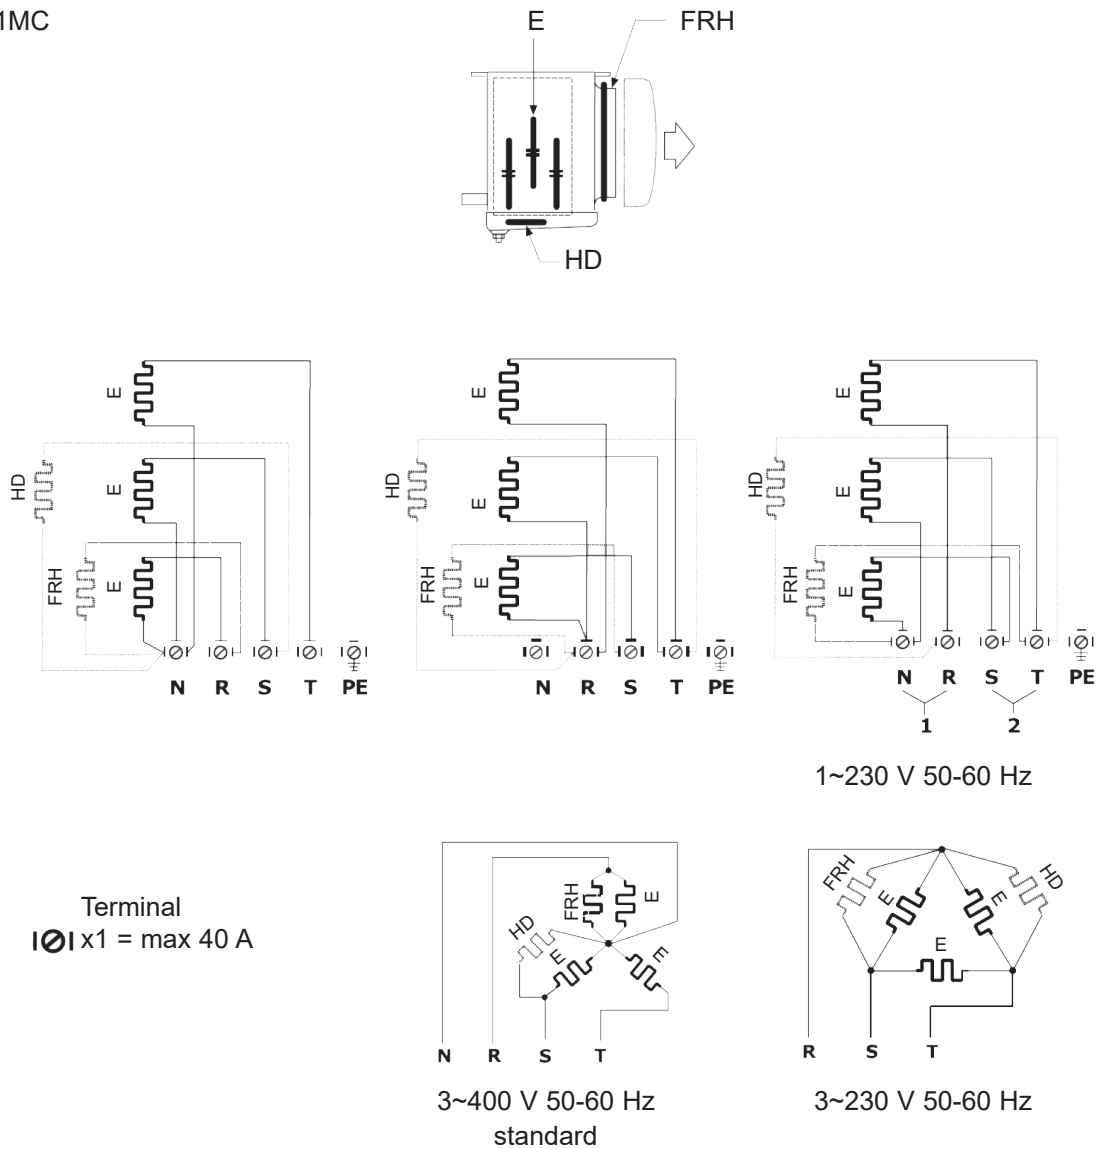 1MC
E
FRH
HD
E
E
E
HD
FRH
N R S T PE
E
E
E
HD
FRH
N R S T PE
E
E
E
HD
FRH
N R S T PE
1 2
1~230 V 50-60 Hz
Terminal
x1 = max 40 A
FRH
E
HD
E
E
N R S T
3~400 V 50-60 Hz
standard
FRH
HD
E
E
E
R S T
3~230 V 50-60 Hz